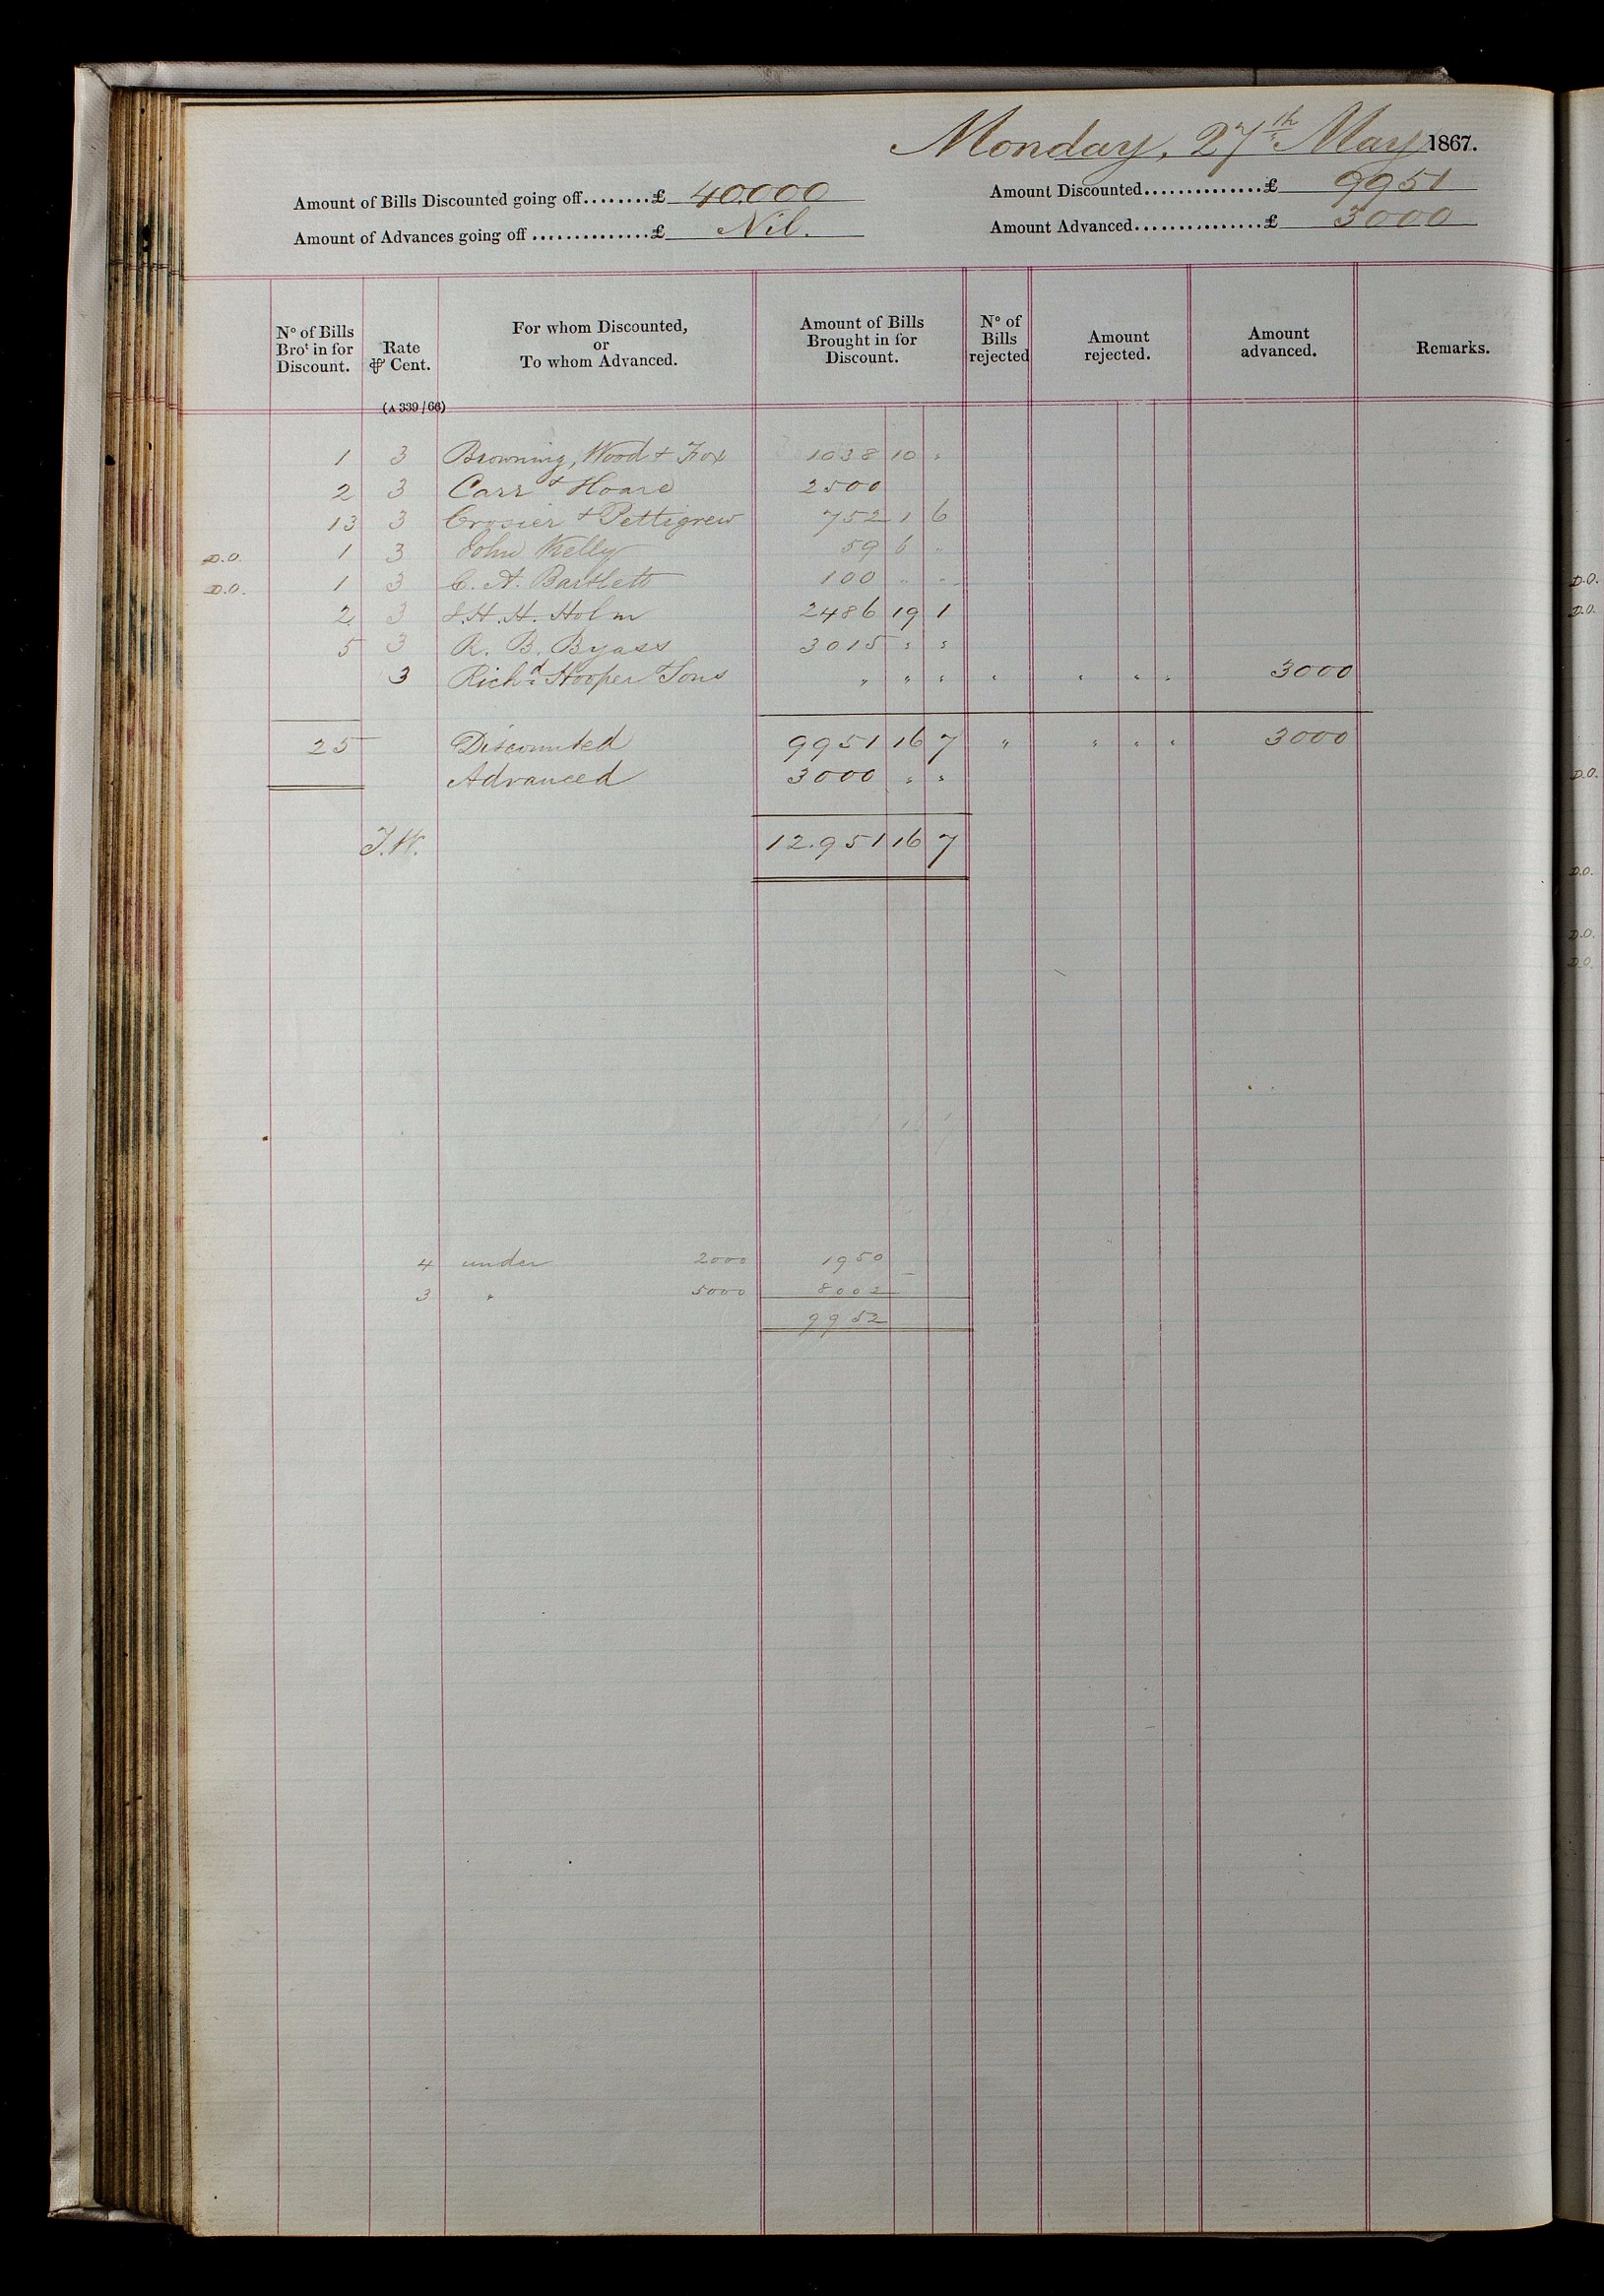 Monday, 27th May 1867.
Amount of Bills Discounted going off........£ 40,000
Amount Discounted..............£ 9951
Amount of Advances going off..............£ Nil.
Amount Advanced...............£ 3000
No of Bills Brot in for Discount. Rate ⅌ Cent. For whom Discounted, or To whom Advanced. Amount of Bills Brought in for Discount. No of Bills rejected Amount rejected. Amount advanced. Remarks.
(A 339/66)
1 3 Browning, Wood & Fox 1038 10 "
2 3 Carr & Hoare 2500
13 3 Crosier & Pettigrew 752 1 6
D.O. 1 3 John Kelly 59 6 "
D.O. 1 3 C. A. Bartlett 100 " "
2 3 H. H. Holm 2486 19 1
5 3 R. B. Byass 3015 " "
3 Richd Hooper & Sons " " " " " " " 3000
25 Discounted 9951 16 7 " " " " 3000
Advanced 3000 " "
J.W. 12.951 16 7
4 under 2000 1950
3 " 5000 8002
9952
D.O.
D.O.
D.O.
D.O.
D.O.
D.O.